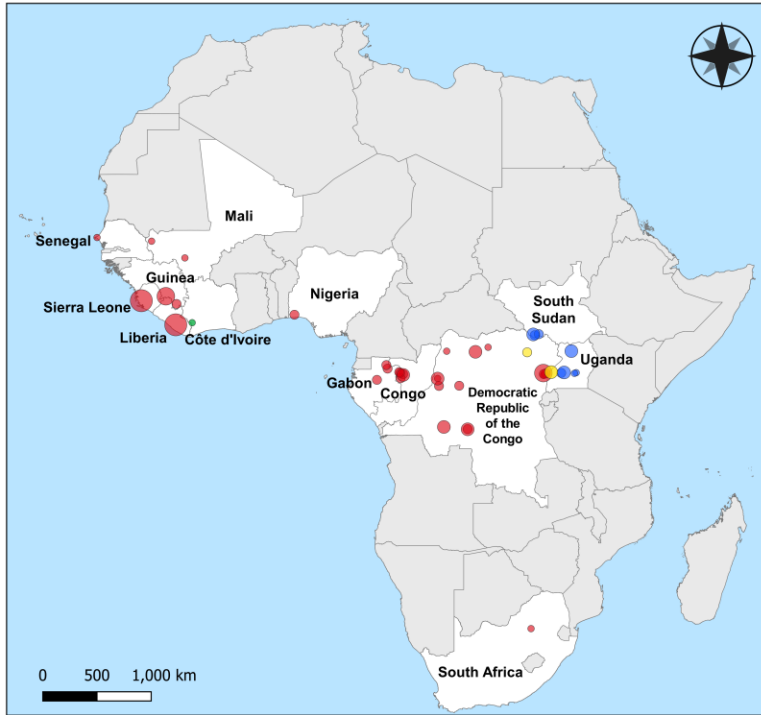 Mali
Senegal
Guinea
Sierra Leone
Nigeria
South
Sudan
Liberia
Côte d'Ivoire
Uganda
Gabon
Congo
Democratic
Republic
of the
Congo
South Africa
0 500 1,000 km